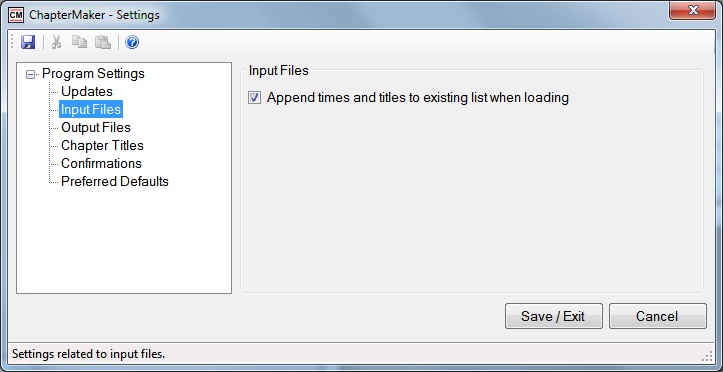 CM ChapterMaker - Settings
Program Settings
Updates
Input Files
Output Files
Chapter Titles
Confirmations
Preferred Defaults
Input Files
Append times and titles to existing list when loading
Save / Exit
Cancel
Settings related to input files.